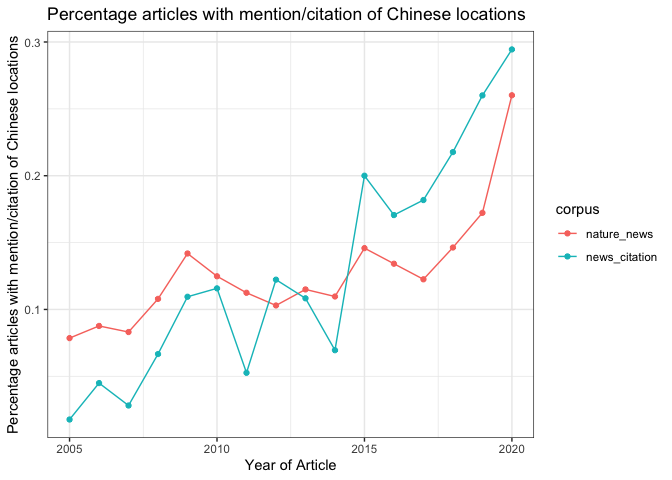 Percentage articles with mention/citation of Chinese locations
Percentage articles with mention/citation of Chinese locations
0.3
0.2
0.1
2005 2010 2015 2020
Year of Article
corpus
nature_news
news_citation